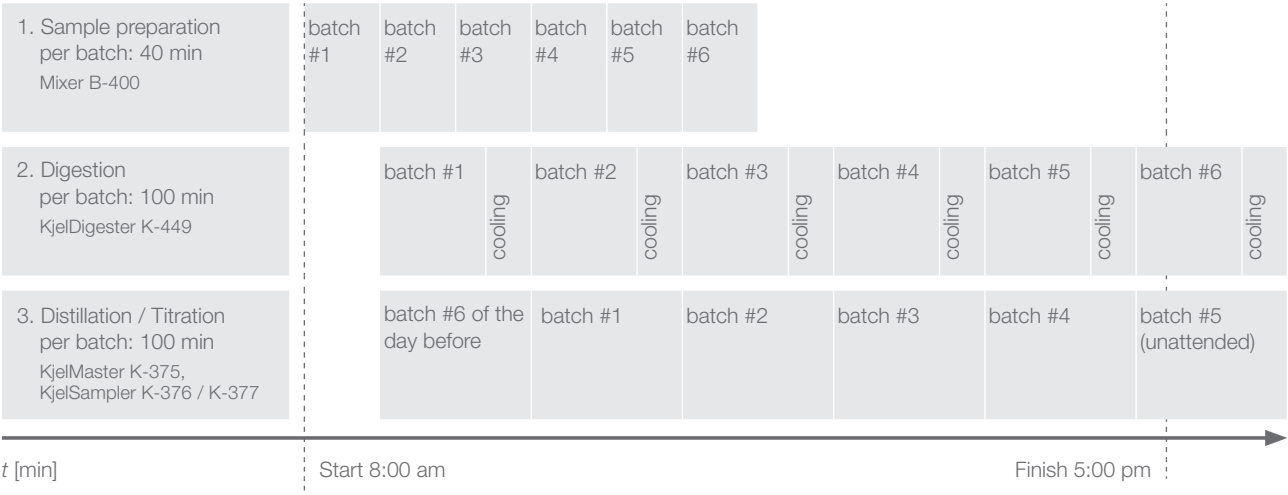 1. Sample preparation
per batch: 40 min
Mixer B-400
batch
#1
batch
#2
batch
#3
batch
#4
batch
#5
batch
#6
2. Digestion
per batch: 100 min
KjelDigester K-449
batch #1
cooling
batch #2
cooling
batch #3
cooling
batch #4
cooling
batch #5
cooling
batch #6
cooling
3. Distillation / Titration
per batch: 100 min
KjelMaster K-375,
KjelSampler K-376 / K-377
batch #6 of the
day before
batch #1
batch #2
batch #3
batch #4
batch #5
(unattended)
t [min]
Start 8:00 am
Finish 5:00 pm